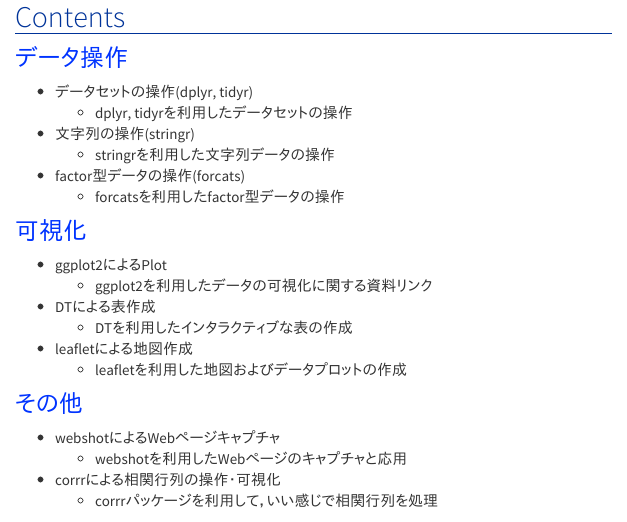 Contents
データ操作
データセットの操作(dplyr, tidyr)
dplyr, tidyrを利用したデータセットの操作
文字列の操作(stringr)
stringrを利用した文字列データの操作
factor型データの操作(forcats)
forcatsを利用したfactor型データの操作
可視化
ggplot2によるPlot
ggplot2を利用したデータの可視化に関する資料リンク
DTによる表作成
DTを利用したインタラクティブな表の作成
leafletによる地図作成
leafletを利用した地図およびデータプロットの作成
その他
webshotによるWebページキャプチャ
webshotを利用したWebページのキャプチャと応用
corrrによる相関行列の操作・可視化
corrrパッケージを利用して，いい感じで相関行列を処理